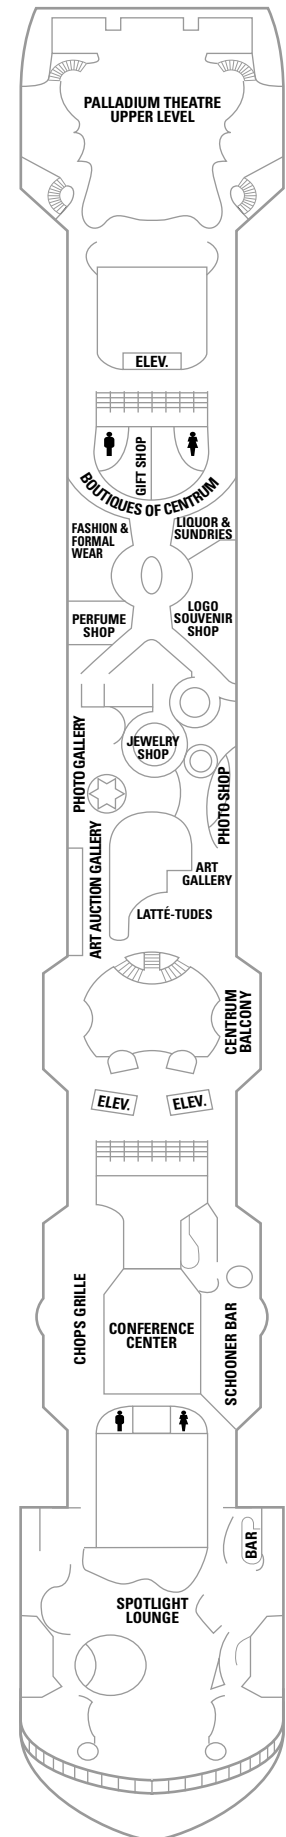 PALLADIUM THEATRE
UPPER LEVEL
ELEV.
GIFT SHOP
BOUTIQUES OF CENTRUM
FASHION &
FORMAL
WEAR
LIQUOR &
SUNDRIES
PERFUME
SHOP
LOGO
SOUVENIR
SHOP
PHOTO GALLERY
JEWELRY
SHOP
PHOTO SHOP
ART AUCTION GALLERY
ART
GALLERY
LATTÉ-TUDES
CENTRUM
BALCONY
ELEV.
ELEV.
CHOPS GRILLE
CONFERENCE
CENTER
SCHOONER BAR
BAR
SPOTLIGHT
LOUNGE